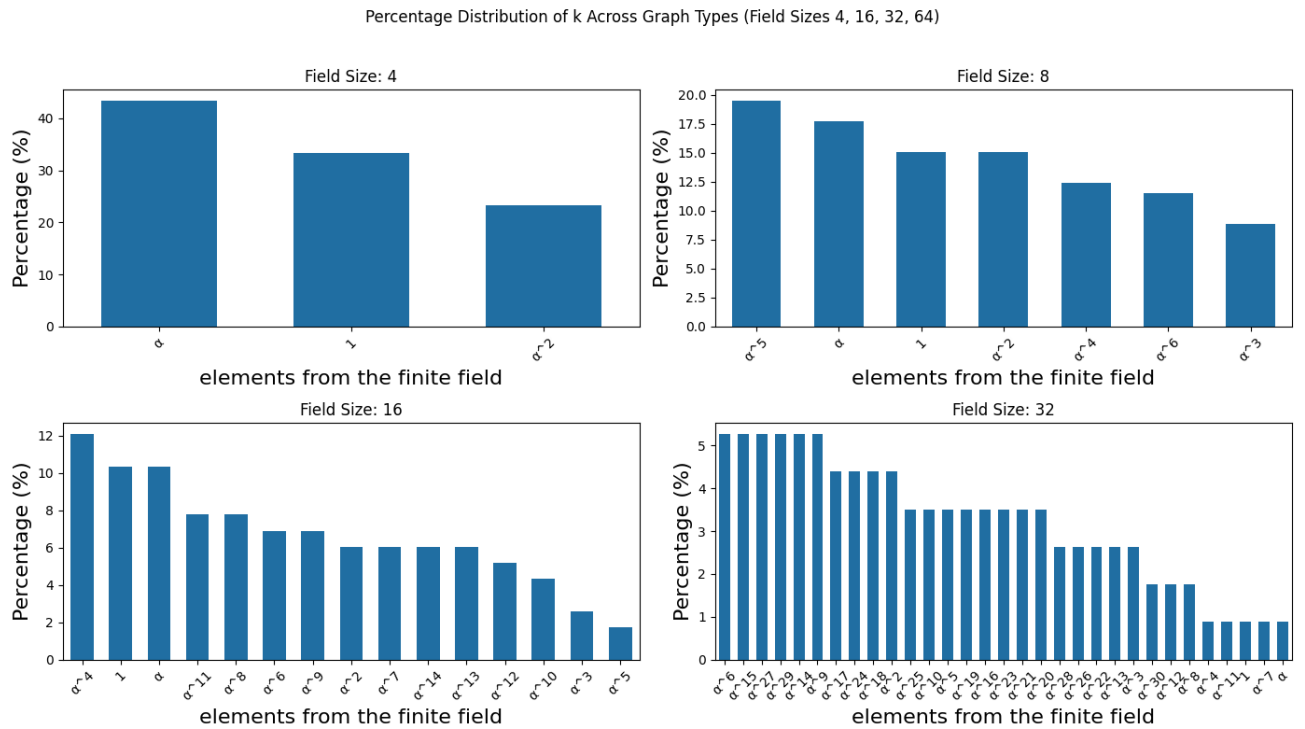 Percentage Distribution of k Across Graph Types (Field Sizes 4, 16, 32, 64)
Field Size: 4
Percentage (%)
40
30
20
10
0
α 1 α^2
elements from the finite field
Field Size: 8
Percentage (%)
20.0
17.5
15.0
12.5
10.0
7.5
5.0
2.5
0.0
α^5 α 1 α^2 α^4 α^6 α^3
elements from the finite field
Field Size: 16
Percentage (%)
12
10
8
6
4
2
0
α^4 1 α α^11 α^8 α^6 α^9 α^2 α^7 α^14 α^13 α^12 α^10 α^3 α^5
elements from the finite field
Field Size: 32
Percentage (%)
5
4
3
2
1
0
α^6 α^15 α^27 α^29 α^14 α^9 α^17 α^24 α^18 α^2 α^25 α^10 α^5 α^19 α^16 α^23 α^21 α^20 α^28 α^26 α^22 α^13 α^3 α^30 α^12 α^8 α^4 α^11 1 α^7 α
elements from the finite field